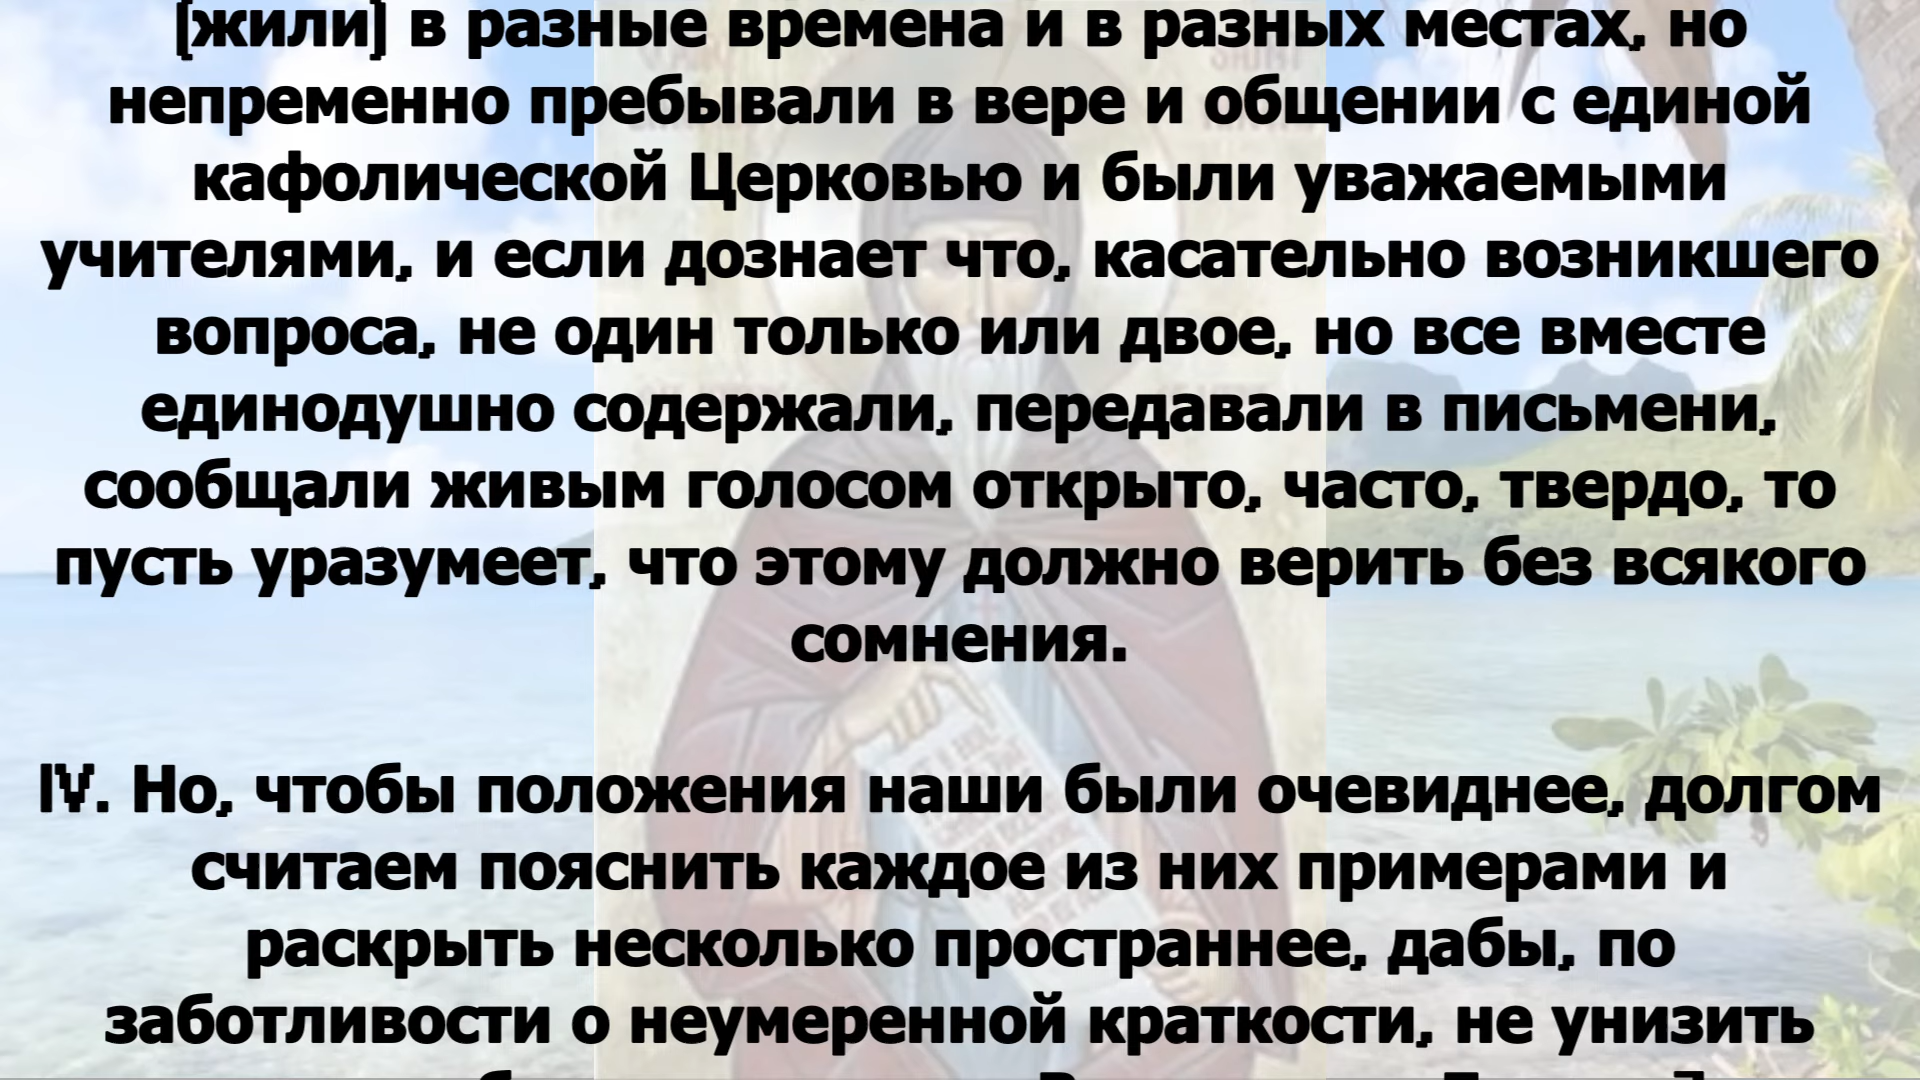 [жили] в разные времена и в разных местах, но
непременно пребывали в вере и общении с единой
кафолической Церковью и были уважаемыми
учителями, и если дознает что, касательно возникшего
вопроса, не один только или двое, но все вместе
единодушно содержали, передавали в письмени,
сообщали живым голосом открыто, часто, твердо, то
пусть уразумеет, что этому должно верить без всякого
сомнения.
IV. Но, чтобы положения наши были очевиднее, долгом
считаем пояснить каждое из них примерами и
раскрыть несколько пространнее, дабы, по
заботливости о неумеренной краткости, не унизить